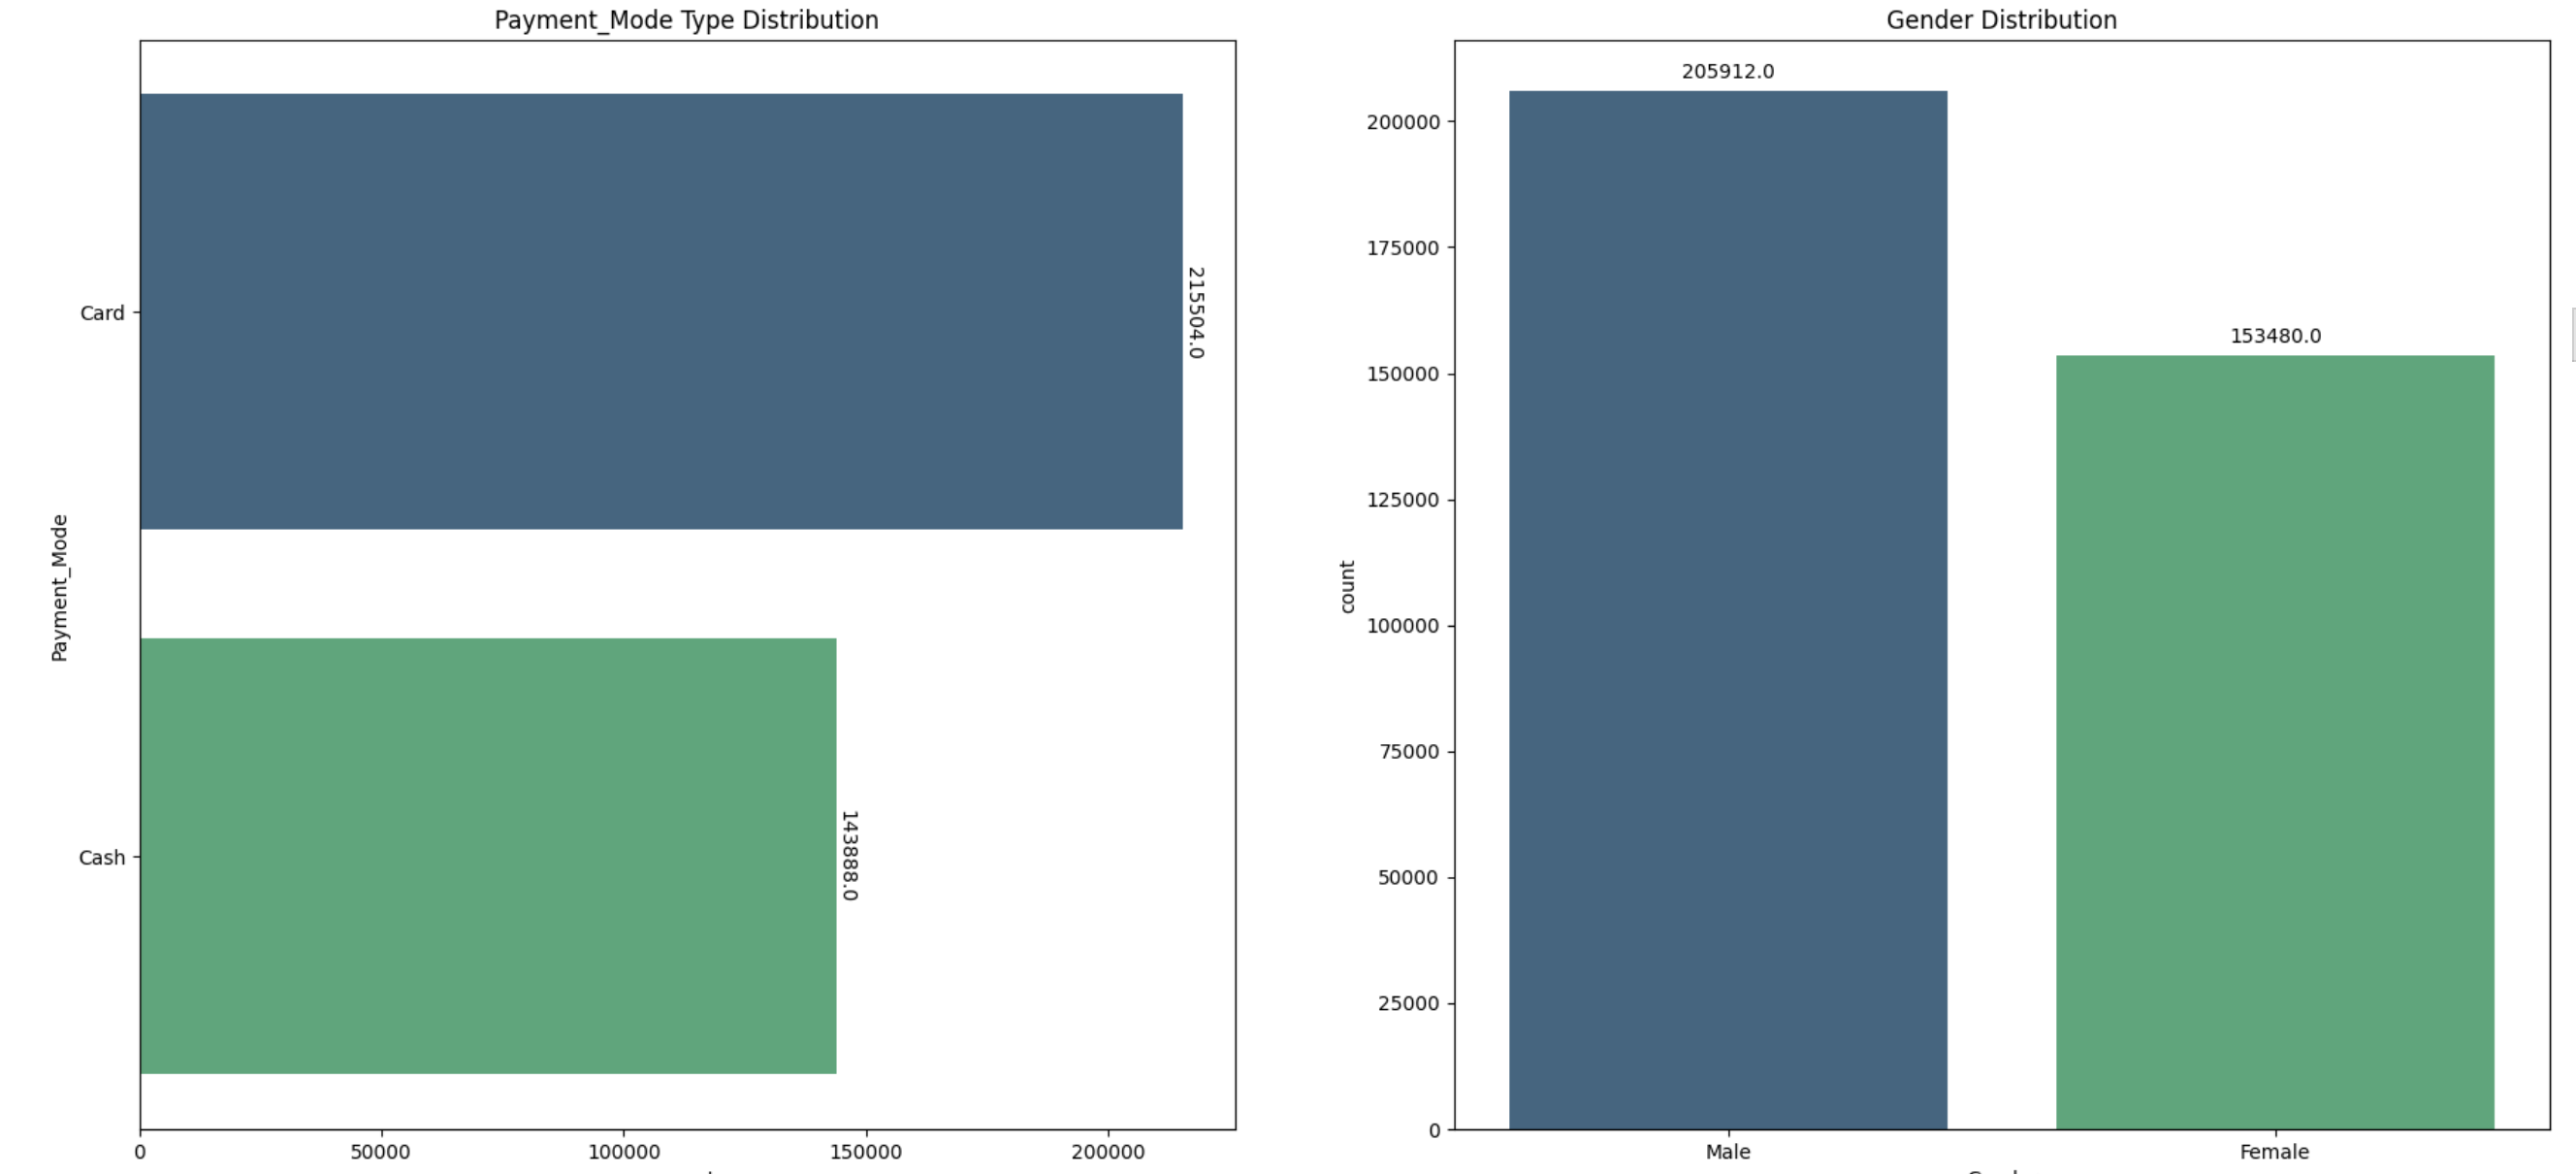 Payment_Mode Type Distribution
Payment_Mode
Card
215504.0
Cash
143888.0
0
50000
100000
150000
200000
Gender Distribution
count
200000
175000
150000
125000
100000
75000
50000
25000
0
205912.0
153480.0
Male
Female